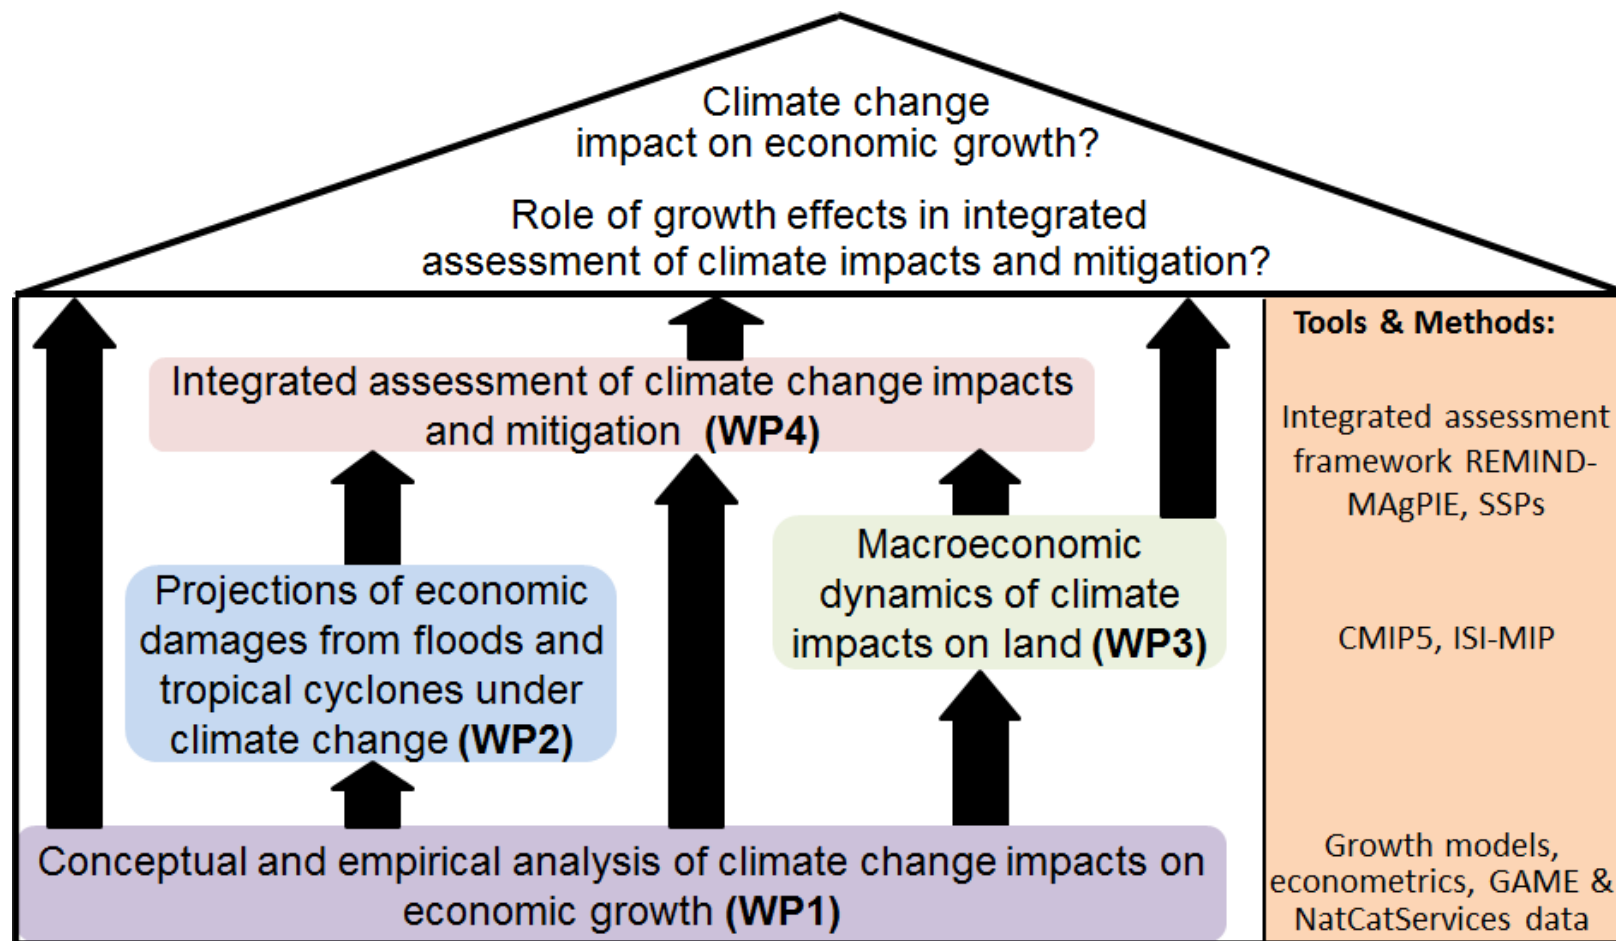 Climate change
impact on economic growth?
Role of growth effects in integrated
assessment of climate impacts and mitigation?
Tools & Methods:
Integrated assessment of climate change impacts
and mitigation (WP4)
Integrated assessment
framework REMIND-
MAgPIE, SSPs
Macroeconomic
dynamics of climate
impacts on land (WP3)
Projections of economic
damages from floods and
tropical cyclones under
climate change (WP2)
CMIP5, ISI-MIP
Conceptual and empirical analysis of climate change impacts on
economic growth (WP1)
Growth models,
econometrics, GAME &
NatCatServices data